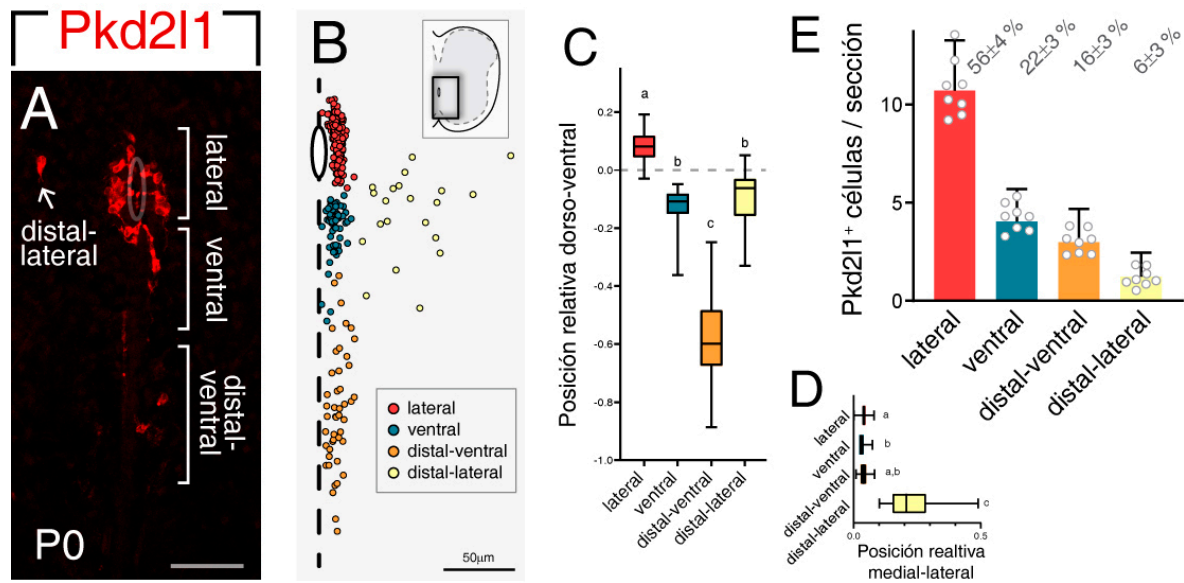 Pkd2l1
A
lateral
distal-
lateral
ventral
distal-
ventral
P0
B
lateral
ventral
distal-ventral
distal-lateral
50µm
C
Posición relativa dorso-ventral
0.2
0.0
-0.2
-0.4
-0.6
-0.8
-1.0
a
b
c
b
lateral
ventral
distal-ventral
distal-lateral
E
Pkd2l1+ células / sección
10
5
0
56±4 %
22±3 %
16±3 %
6±3 %
lateral
ventral
distal-ventral
distal-lateral
D
lateral
ventral
distal-ventral
distal-lateral
a
b
a,b
c
0.0
0.5
Posición realtiva
medial-lateral